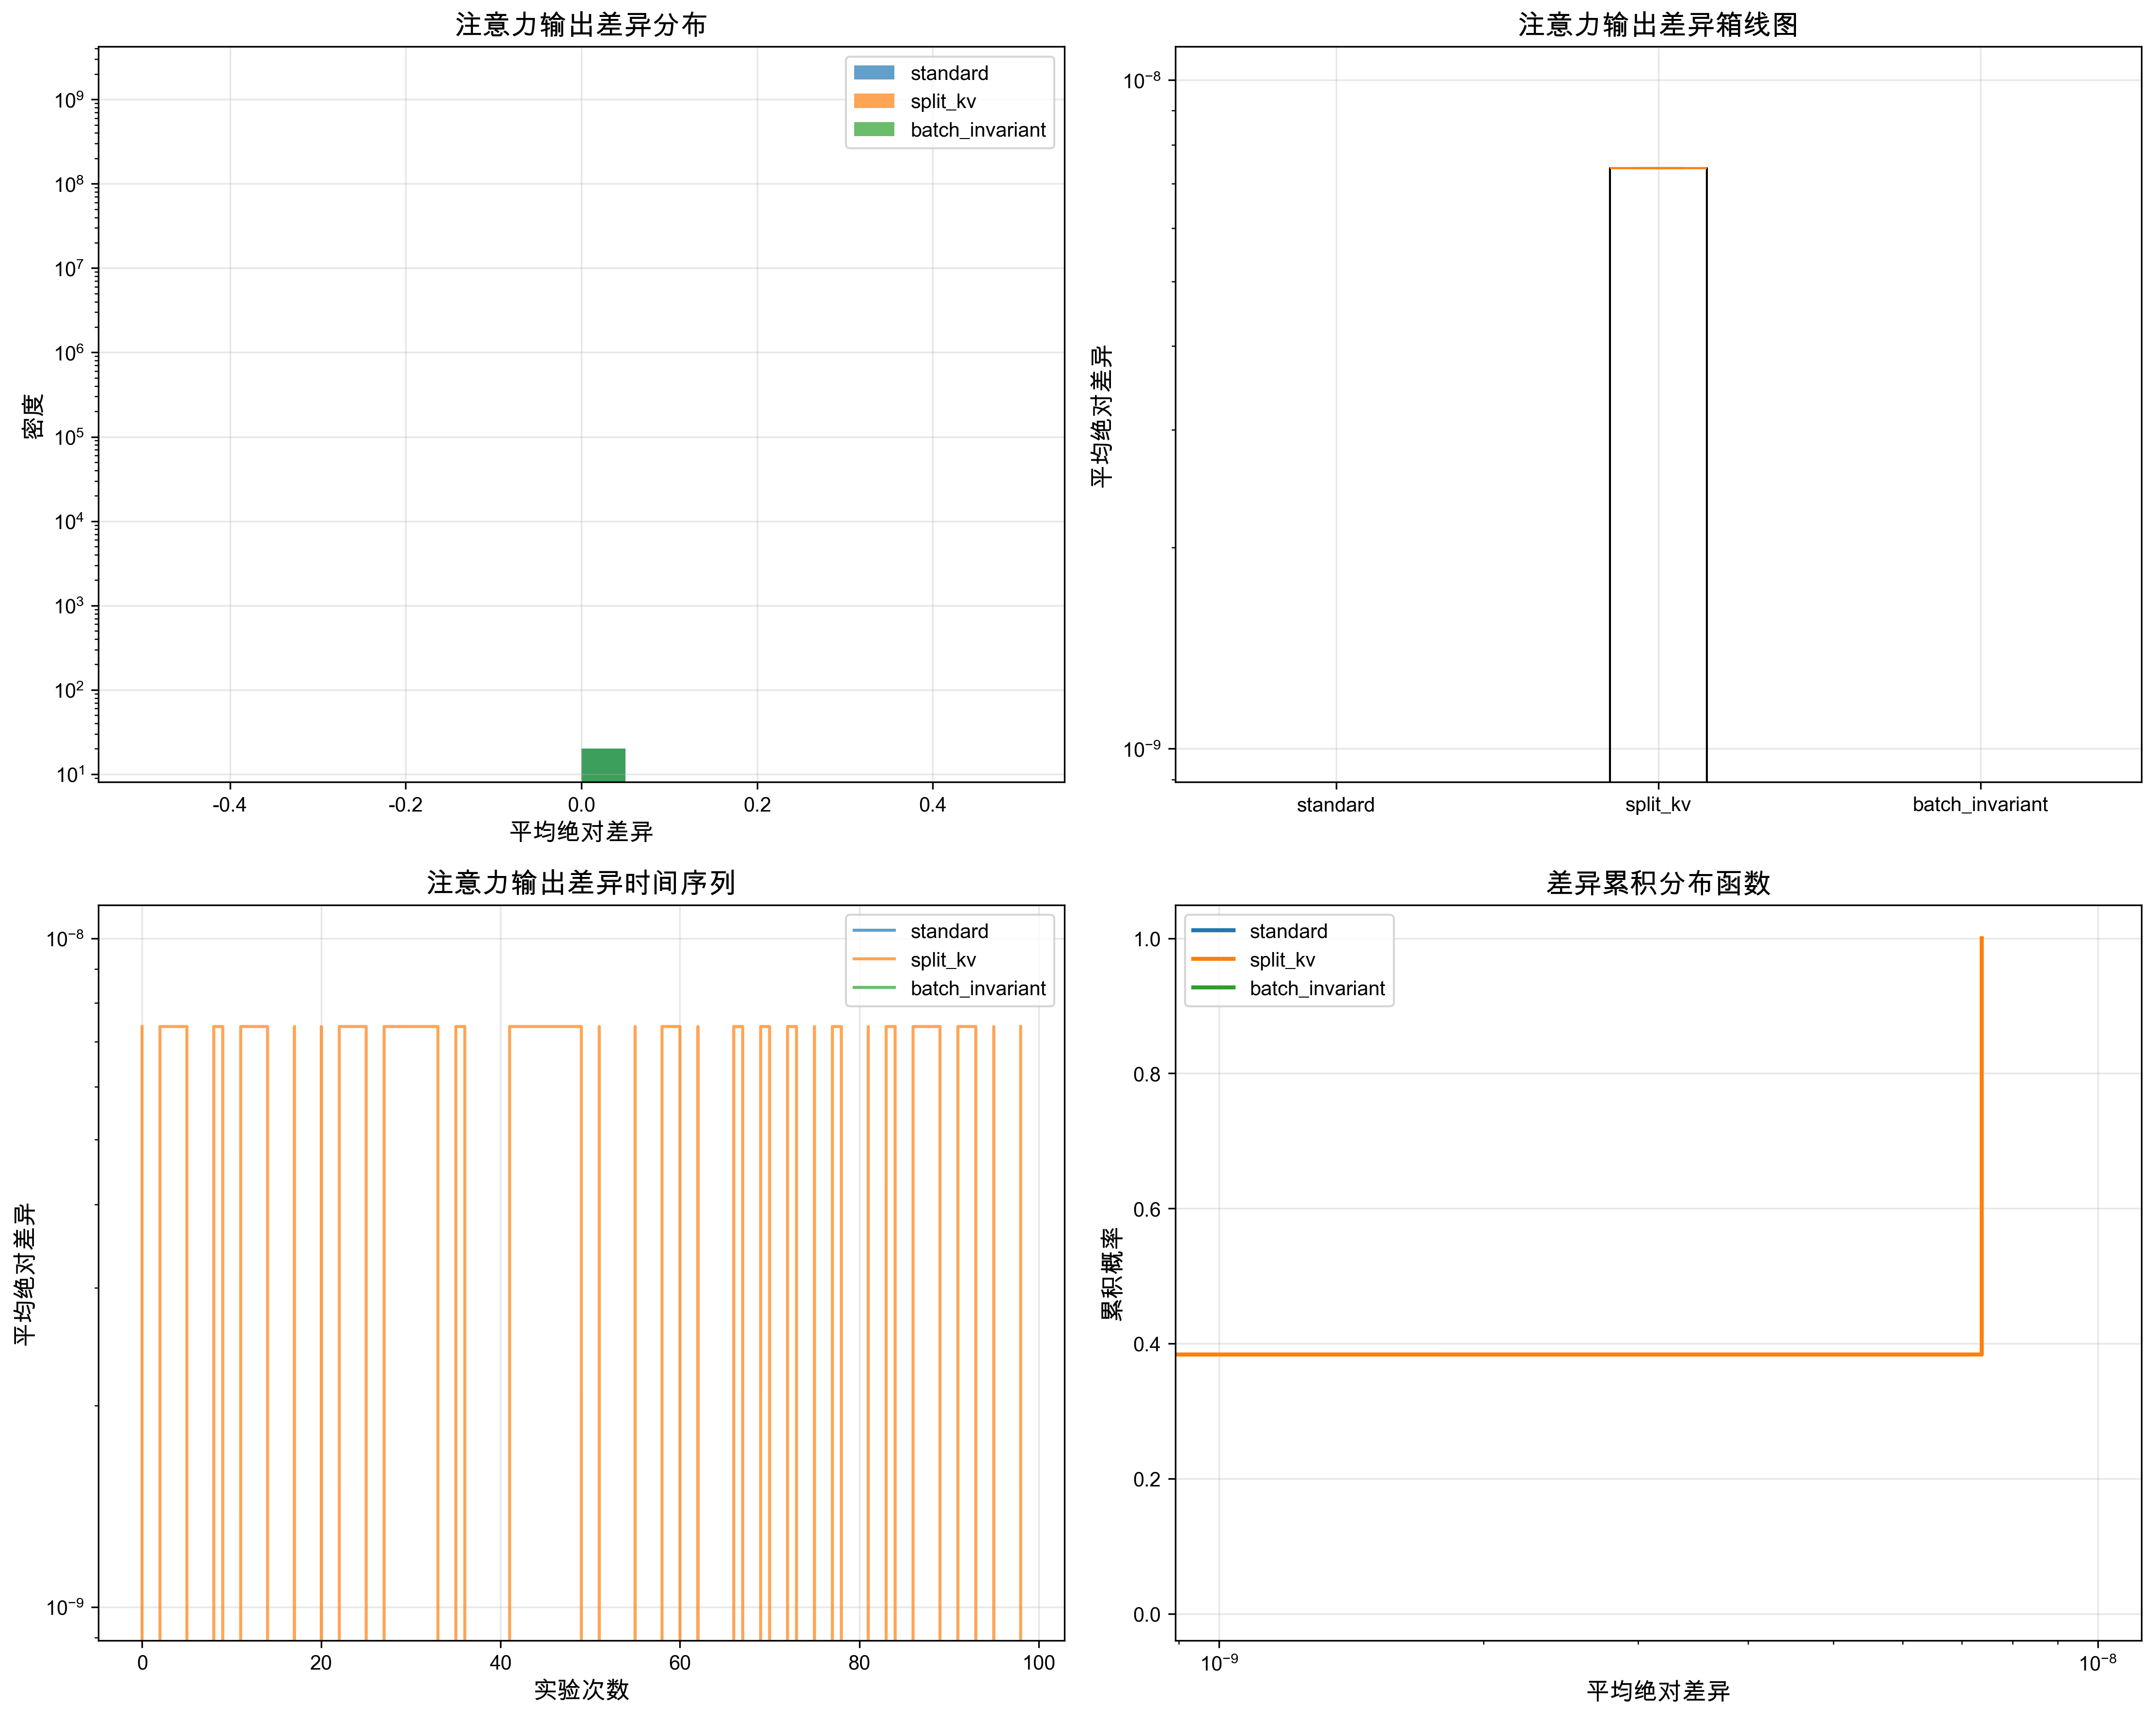 注意力输出差异分布
standard
split_kv
batch_invariant
10⁹
10⁸
10⁷
10⁶
10⁵
10⁴
10³
10²
10¹
密度
-0.4 -0.2 0.0 0.2 0.4
平均绝对差异
注意力输出差异箱线图
10⁻⁸
10⁻⁹
平均绝对差异
standard split_kv batch_invariant
注意力输出差异时间序列
standard
split_kv
batch_invariant
10⁻⁸
10⁻⁹
平均绝对差异
0 20 40 60 80 100
实验次数
差异累积分布函数
standard
split_kv
batch_invariant
1.0
0.8
0.6
0.4
0.2
0.0
累积概率
10⁻⁹ 10⁻⁸
平均绝对差异